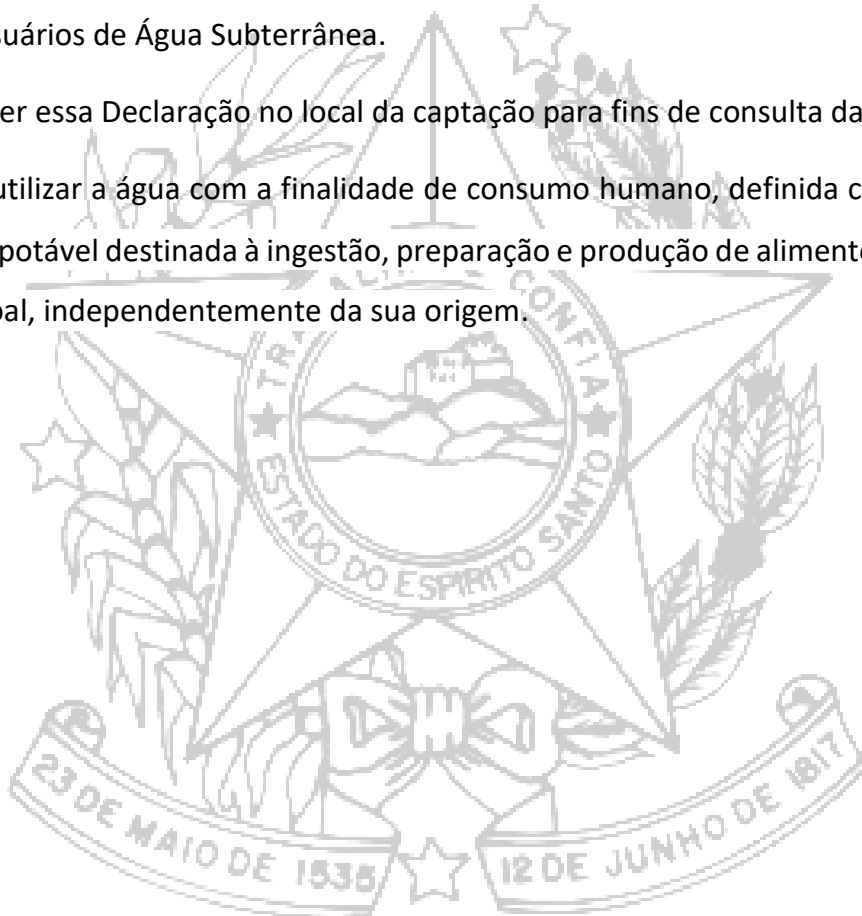 suários de Água Subterrânea.
er essa Declaração no local da captação para fins de consulta da
utilizar a água com a finalidade de consumo humano, definida c
potável destinada à ingestão, preparação e produção de aliment
oal, independentemente da sua origem.
CONFIA
ESTADO DO ESPIRITO SANTO
23 DE MAIO DE 1535
12 DE JUNHO DE 1817